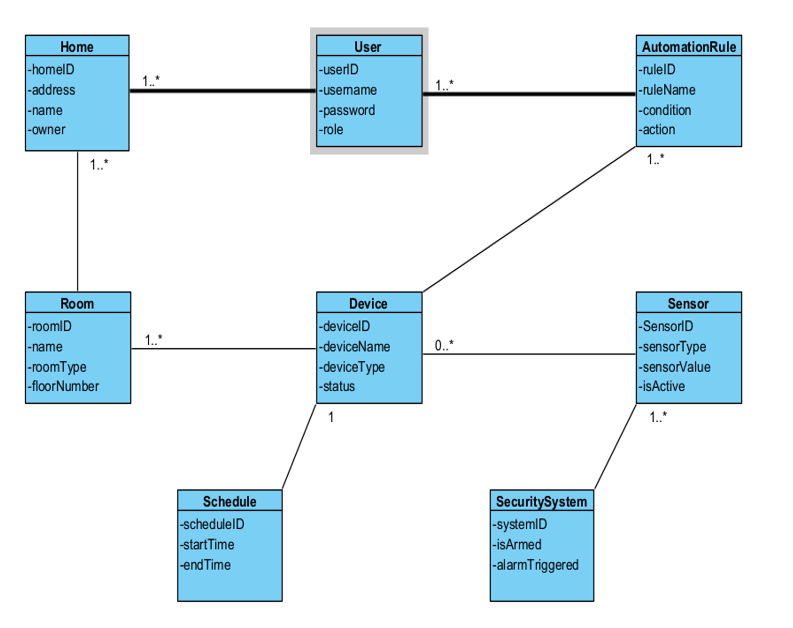 Home
-homeID
-address
-name
-owner
1..*
User
-userID
-username
-password
-role
1..*
AutomationRule
-ruleID
-ruleName
-condition
-action
1..*
1..*
Room
-roomID
-name
-roomType
-floorNumber
1..*
Device
-deviceID
-deviceName
-deviceType
-status
0..*
Sensor
-SensorID
-sensorType
-sensorValue
-isActive
1
1..*
Schedule
-scheduleID
-startTime
-endTime
SecuritySystem
-systemID
-isArmed
-alarmTriggered